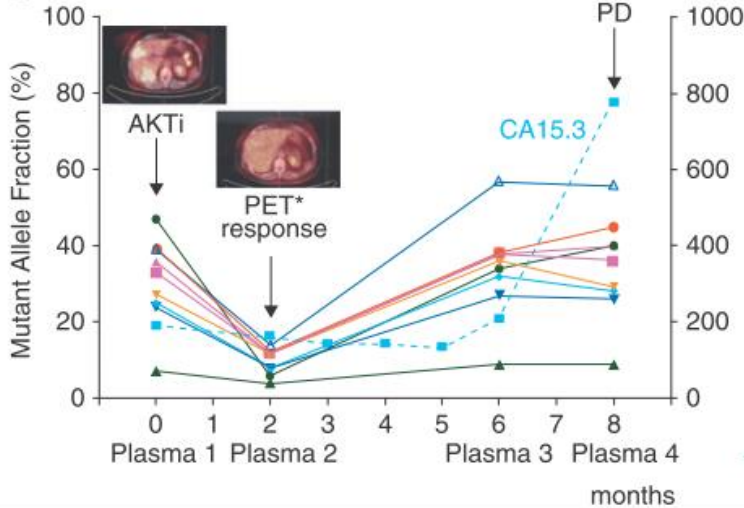 100
80
60
40
20
0
Mutant Allele Fraction (%)
AKTi
PET*
response
CA15.3
PD
1000
800
600
400
200
0
0 1 2 3 4 5 6 7 8
Plasma 1 Plasma 2 Plasma 3 Plasma 4
months